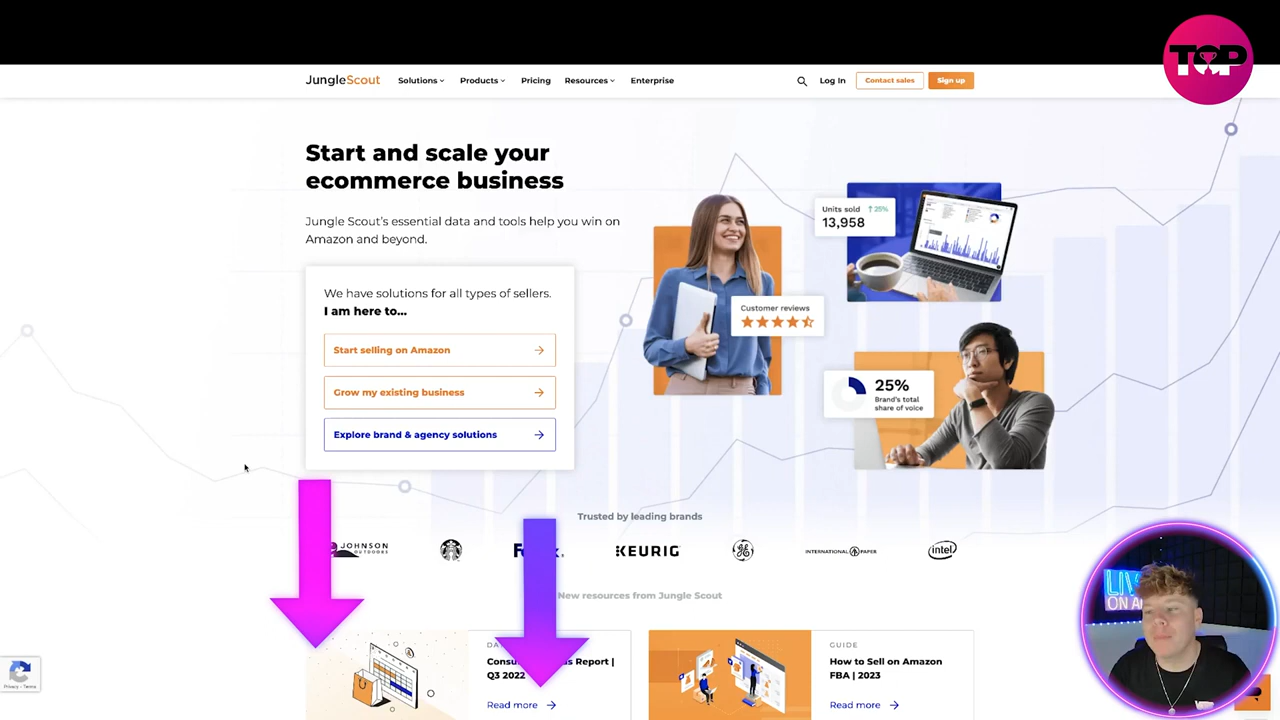 TOP
JungleScout
Solutions
Products
Pricing
Resources
Enterprise
Log In
Contact sales
Sign up
Start and scale your
ecommerce business
Jungle Scout's essential data and tools help you win on
Amazon and beyond.
We have solutions for all types of sellers.
I am here to...
Start selling on Amazon
Grow my existing business
Explore brand & agency solutions
Units sold
25%
13,958
Customer reviews
25%
Brand's total
share of voice
Trusted by leading brands
JOHNSON
OUTDOORS
KEURIG
INTERNATIONAL PAPER
intel
New resources from Jungle Scout
Report |
Q3 2022
Read more
GUIDE
How to Sell on Amazon
FBA | 2023
Read more
Privacy - Terms
ON